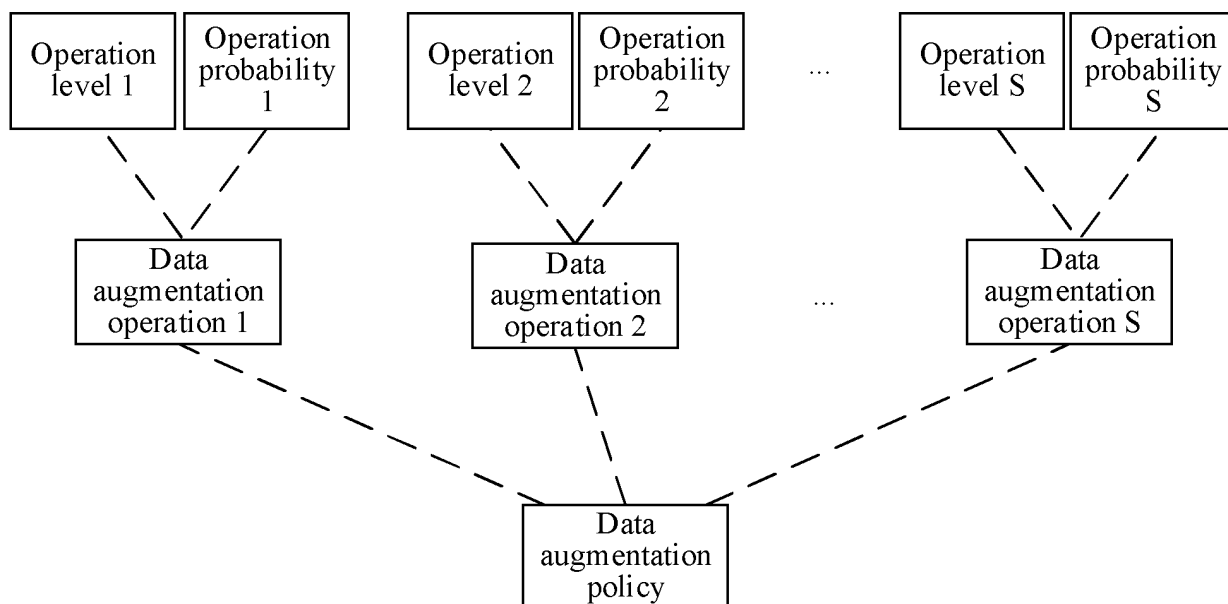 Operation
level 1
Operation
probability
1
Operation
level 2
Operation
probability
2
...
Operation
level S
Operation
probability
S
Data
augmentation
operation 1
Data
augmentation
operation 2
...
Data
augmentation
operation S
Data
augmentation
policy